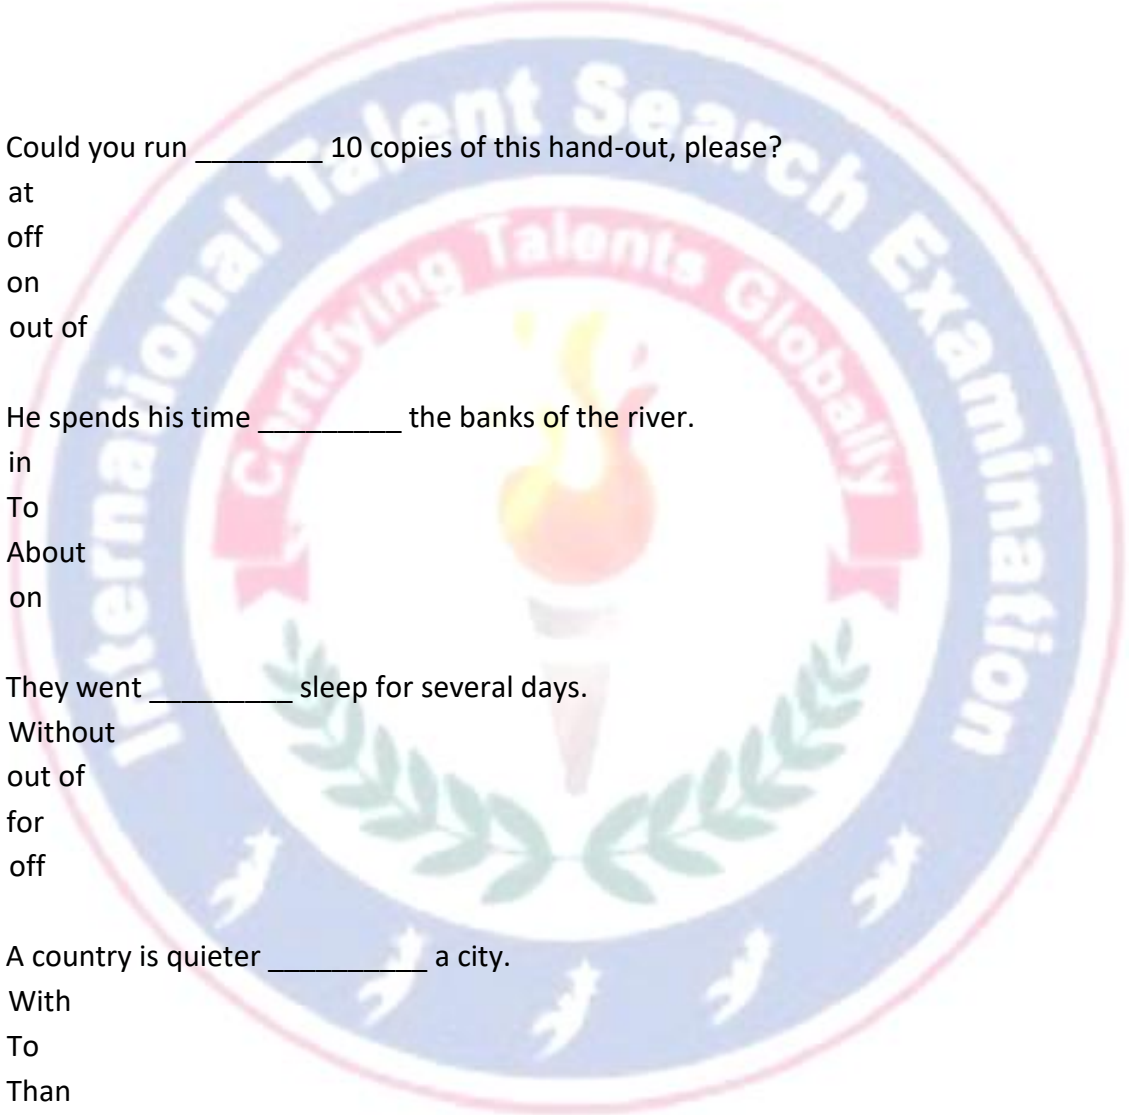 International Talent Search Examination
Certifying Talents Globally
Could you run ________ 10 copies of this hand-out, please?
at
off
on
out of
He spends his time _________ the banks of the river.
in
To
About
on
They went _________ sleep for several days.
Without
out of
for
off
A country is quieter __________ a city.
With
To
Than